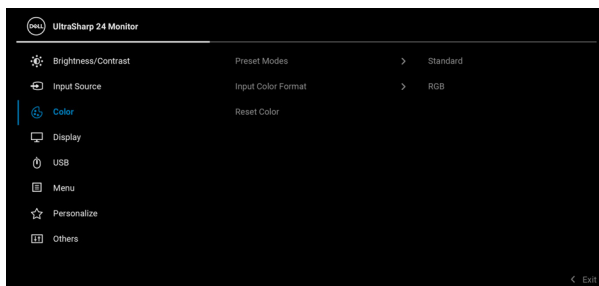 DELL UltraSharp 24 Monitor
Brightness/Contrast Preset Modes > Standard
Input Source Input Color Format > RGB
Color Reset Color
Display
USB
Menu
Personalize
Others
< Exit